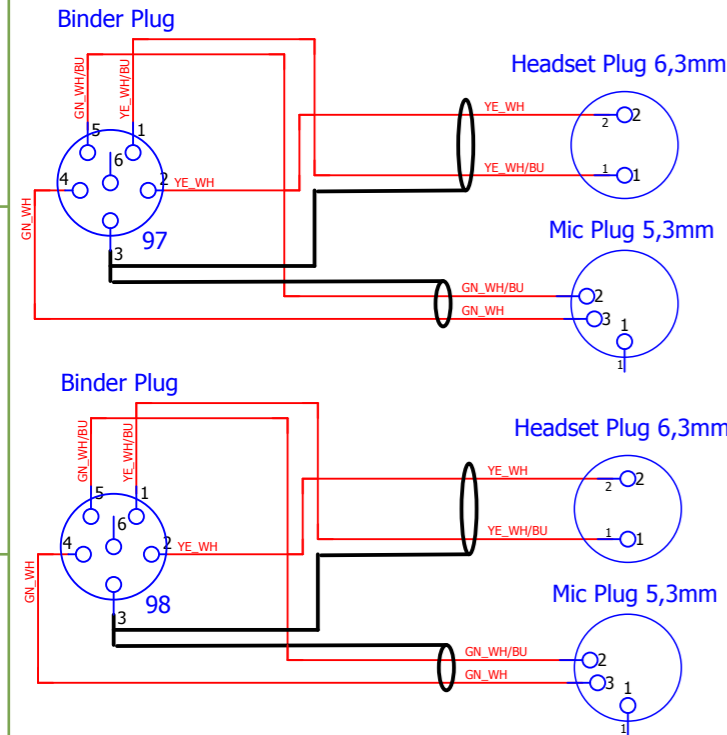 Binder Plug
GN_WH/BU
YE_WH/BU
Headset Plug 6,3mm
YE_WH
2
2
5
1
6
4
2
YE_WH
YE_WH/BU
1
1
GN_WH
3
97
Mic Plug 5,3mm
GN_WH/BU
2
GN_WH
3
1
1
Binder Plug
GN_WH/BU
YE_WH/BU
Headset Plug 6,3mm
YE_WH
2
2
5
1
6
4
2
YE_WH
YE_WH/BU
1
1
GN_WH
3
98
Mic Plug 5,3mm
GN_WH/BU
2
GN_WH
3
1
1